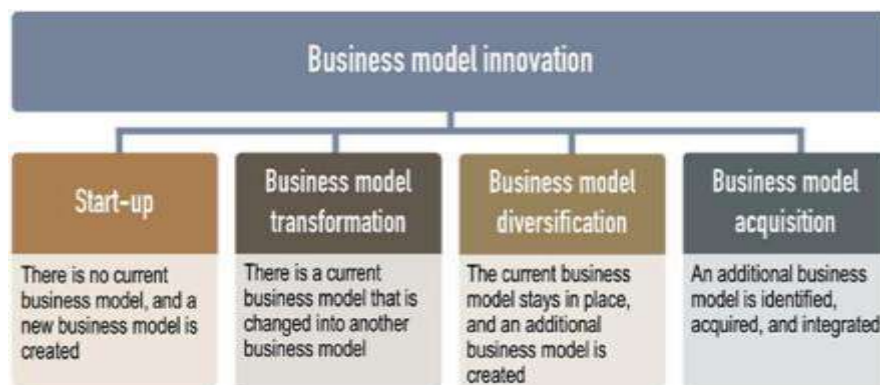 Business model innovation
Start-up
There is no current
business model, and a
new business model is
created
Business model
transformation
There is a current
business model that is
changed into another
business model
Business model
diversification
The current business
model stays in place,
and an additional
business model is
created
Business model
acquisition
An additional business
model is identified,
acquired, and integrated